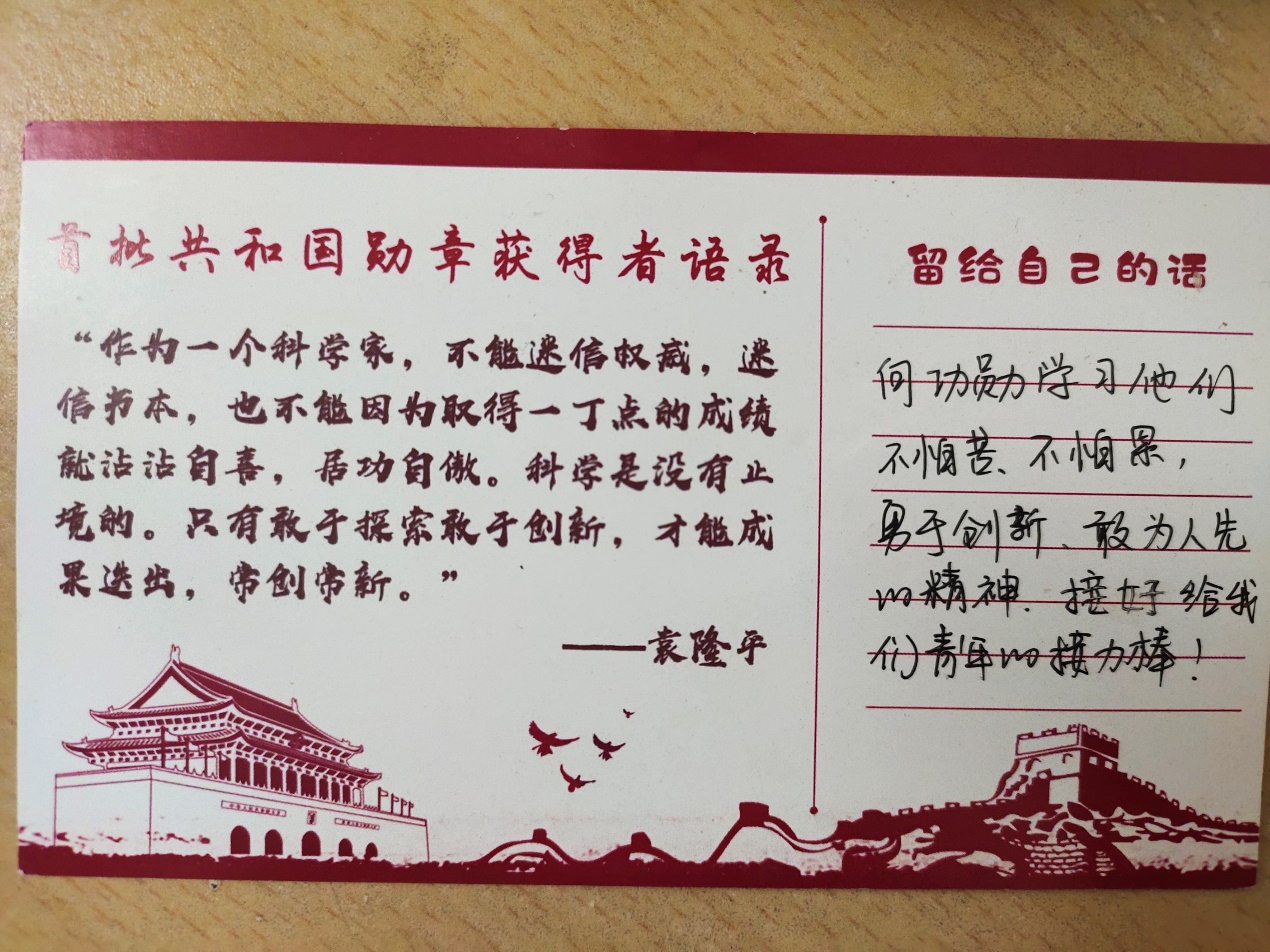 首批共和国勋章获得者语录
“作为一个科学家，不能迷信权威，迷
信书本，也不能因为取得一丁点的成绩
就沾沾自喜，居功自傲。科学是没有止
境的。只有敢于探索敢于创新，才能成
果迭出，常创常新。”
——袁隆平
留给自己的话
向功勋学习他们
不怕苦、不怕累，
勇于创新、敢为人先
的精神．接好给我
们青年的接力棒！